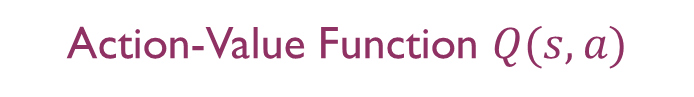 Action-Value Function Q(s, a)